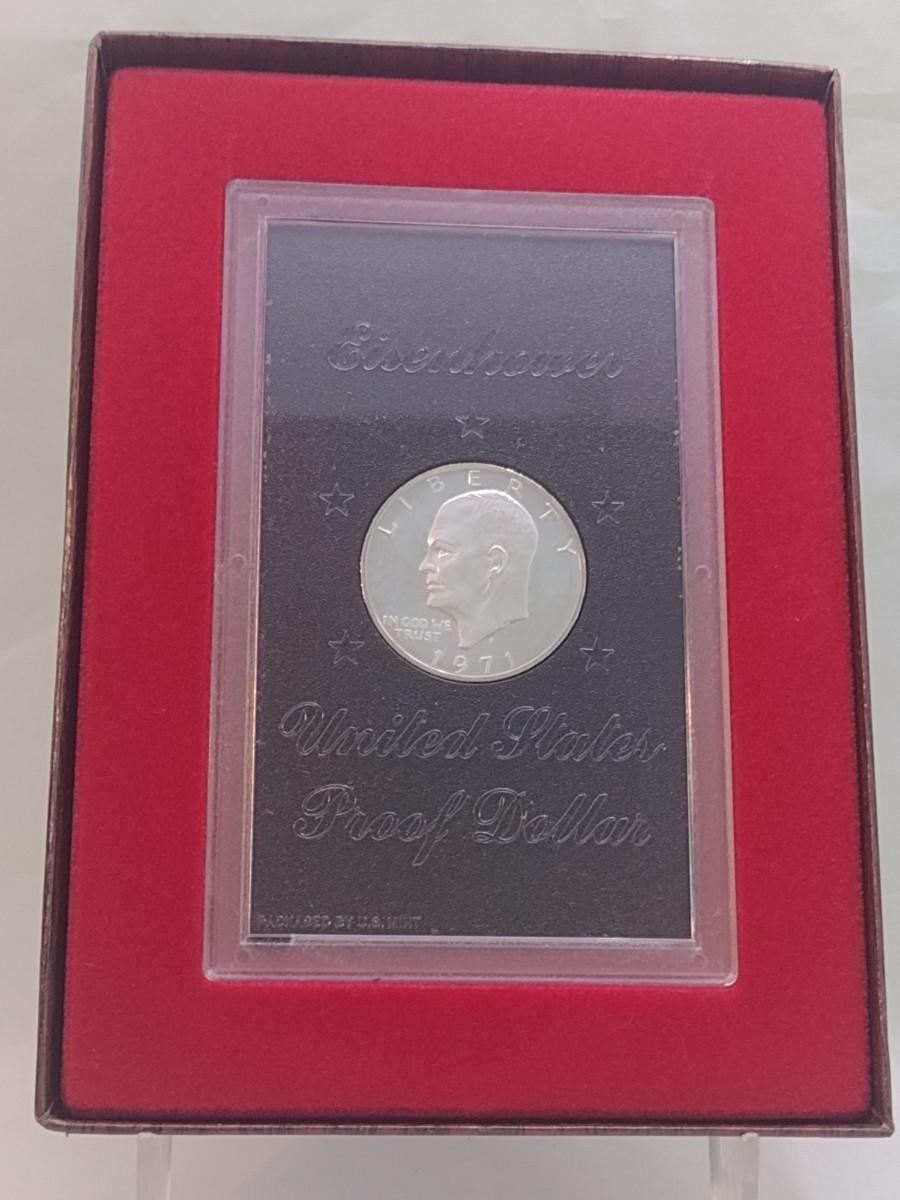 Eisenhower
LIBERTY
IN GOD WE
TRUST
1971
United States
Proof Dollar
PACKAGED BY U.S. MINT